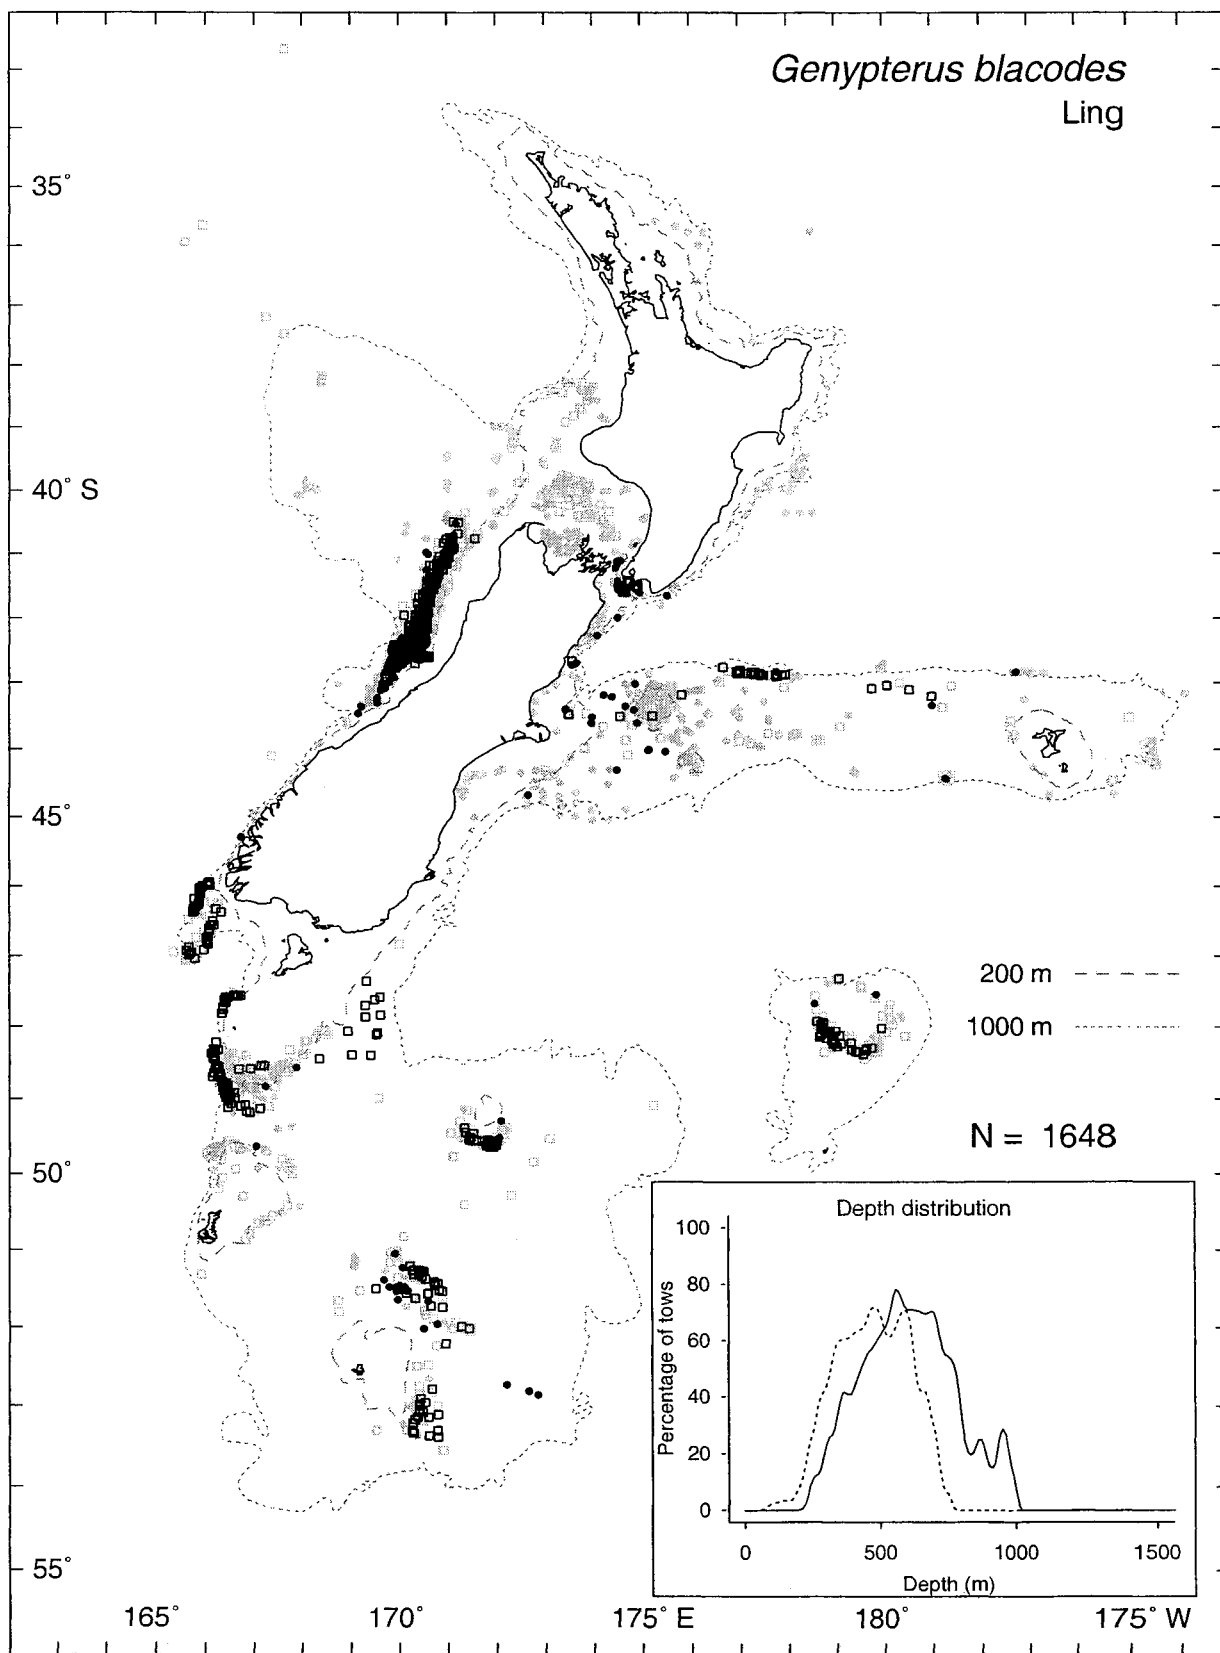 Genypterus blacodes
Ling
35°
40° S
45°
200 m
1000 m
N = 1648
50°
Depth distribution
100
80
60
40
20
0
Percentage of tows
0 500 1000 1500
Depth (m)
55°
165° 170° 175° E 180° 175° W